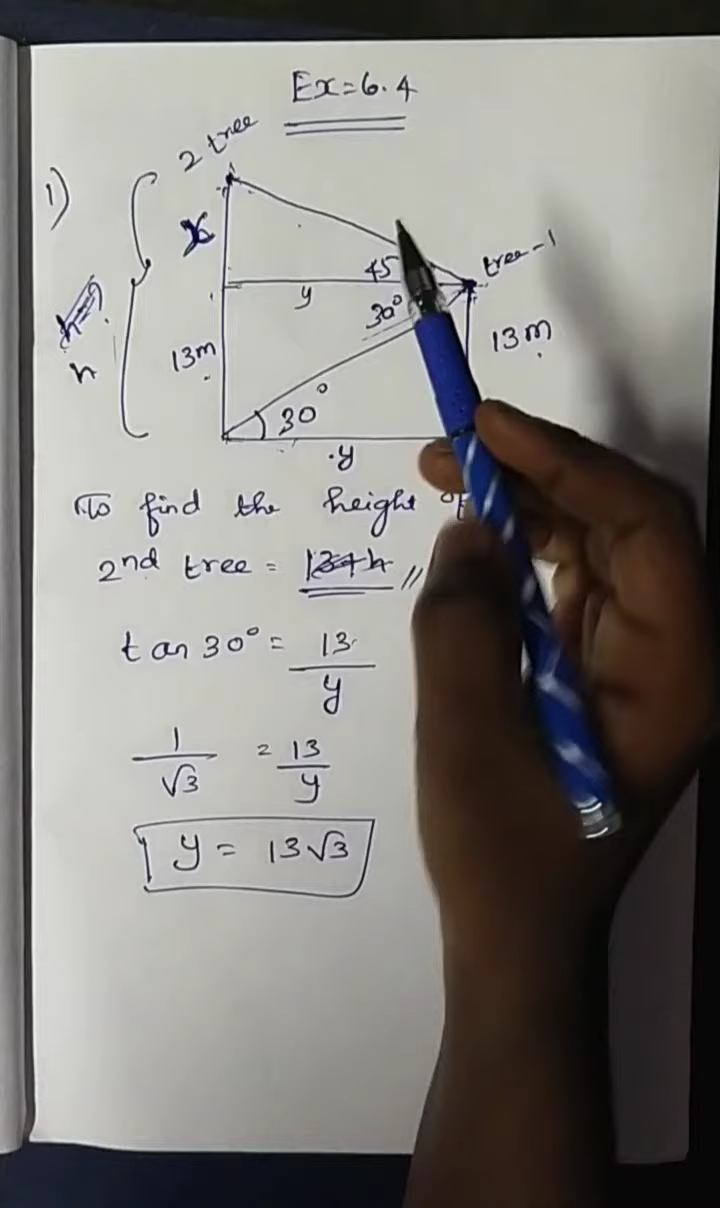 Ex=6.4
2 tree
1)
x
45
tree-1
y
30°
13m
h
13m
30°
y
To find the height of
2nd tree = 13+h //
tan 30° = 13/y
1/√3 = 13/y
y = 13√3